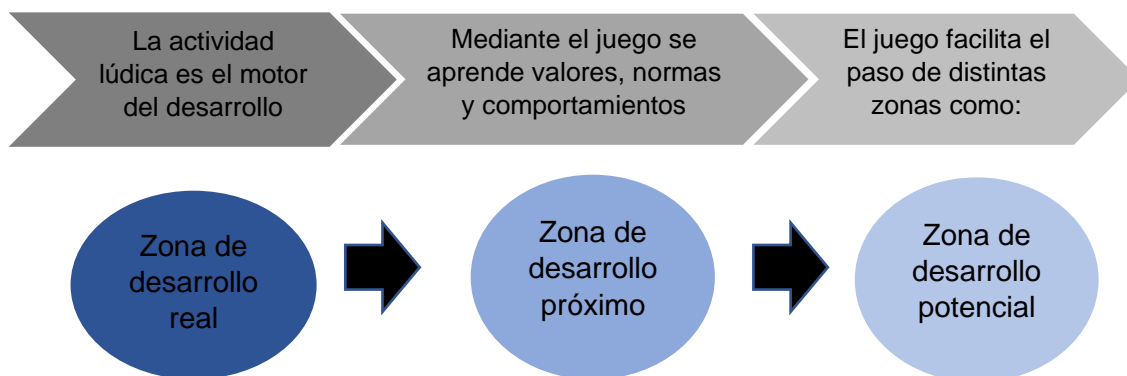 La actividad
lúdica es el motor
del desarrollo
Mediante el juego se
aprende valores, normas
y comportamientos
El juego facilita el
paso de distintas
zonas como:
Zona de
desarrollo
real
Zona de
desarrollo
próximo
Zona de
desarrollo
potencial